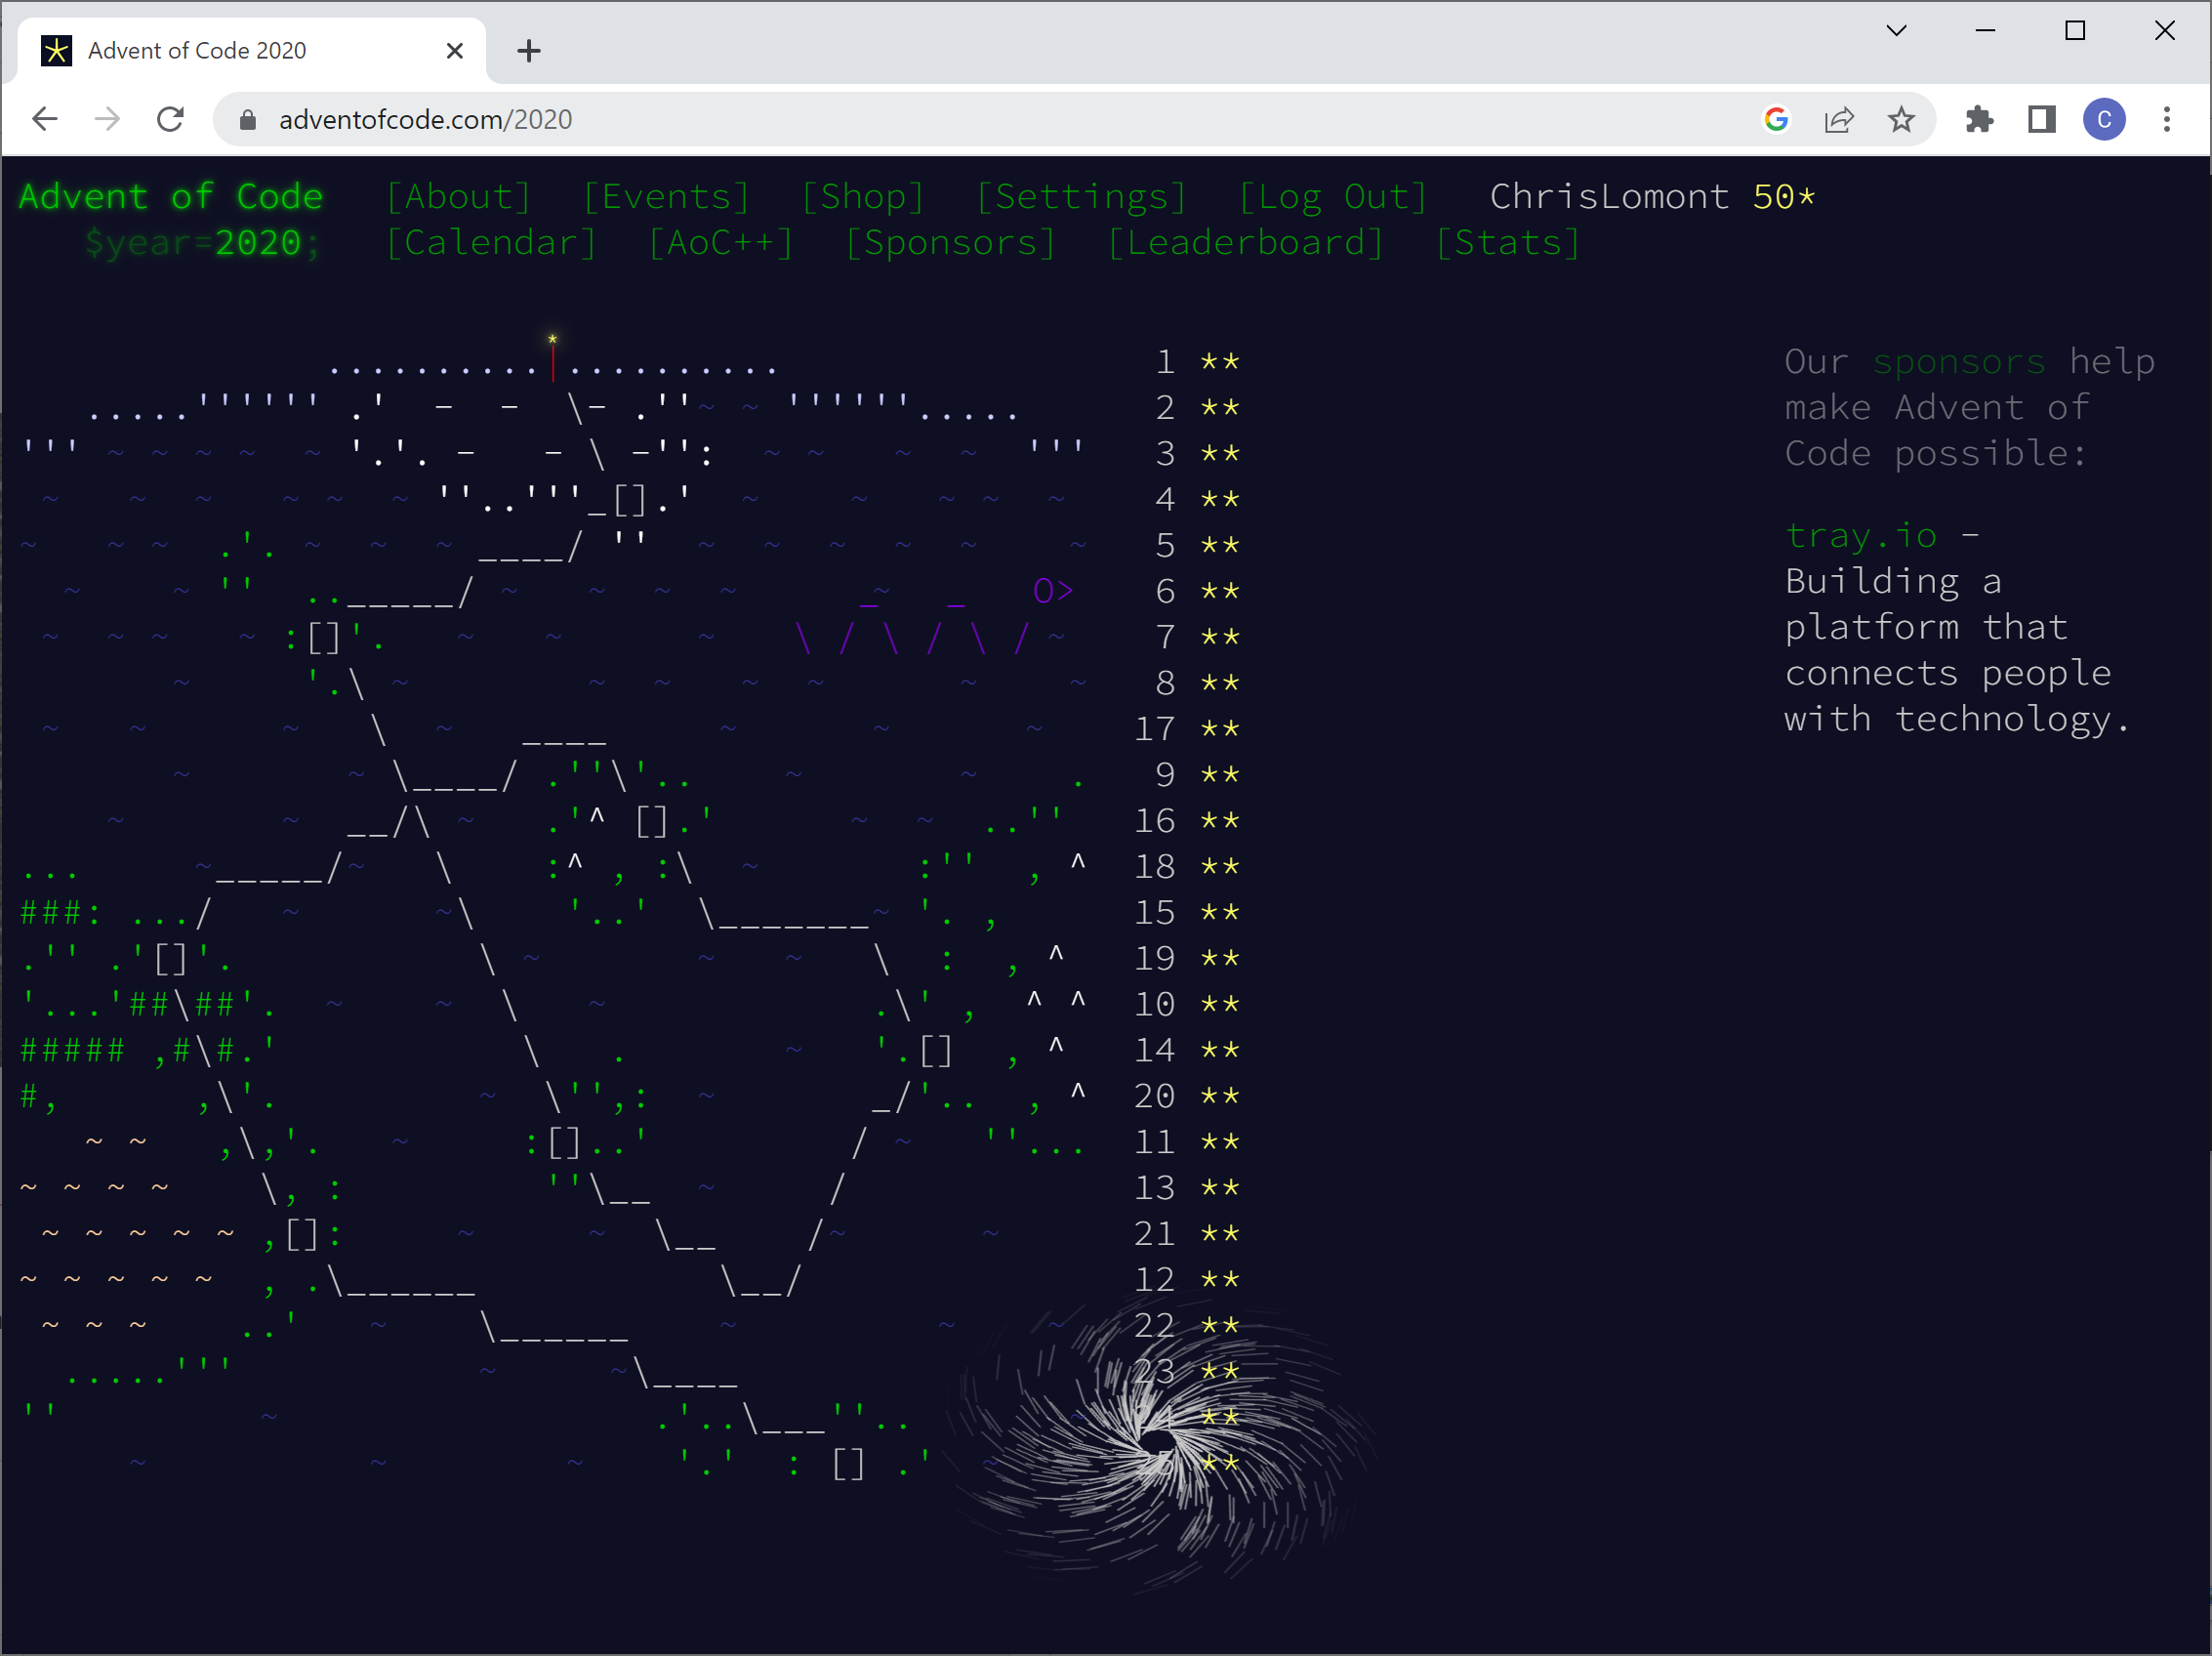 Advent of Code 2020
adventofcode.com/2020
C
Advent of Code [About] [Events] [Shop] [Settings] [Log Out] ChrisLomont 50*
$year=2020; [Calendar] [AoC++] [Sponsors] [Leaderboard] [Stats]
1 **
2 **
3 **
4 **
5 **
6 **
7 **
8 **
17 **
9 **
16 **
18 **
15 **
19 **
10 **
14 **
20 **
11 **
13 **
21 **
12 **
22 **
23 **
24 **
25 **
Our sponsors help
make Advent of
Code possible:
tray.io -
Building a
platform that
connects people
with technology.